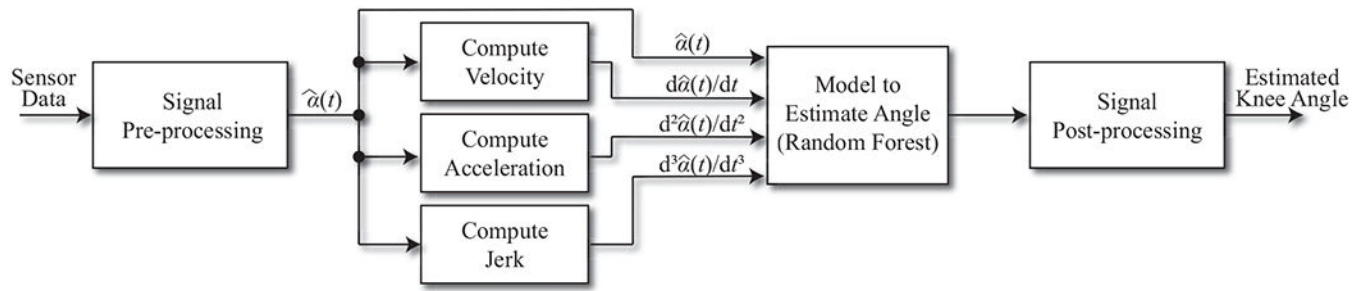 Sensor
Data
Signal
Pre-processing
α̂(t)
Compute
Velocity
Compute
Acceleration
Compute
Jerk
α̂(t)
dα̂(t)/dt
d²α̂(t)/dt²
d³α̂(t)/dt³
Model to
Estimate Angle
(Random Forest)
Signal
Post-processing
Estimated
Knee Angle